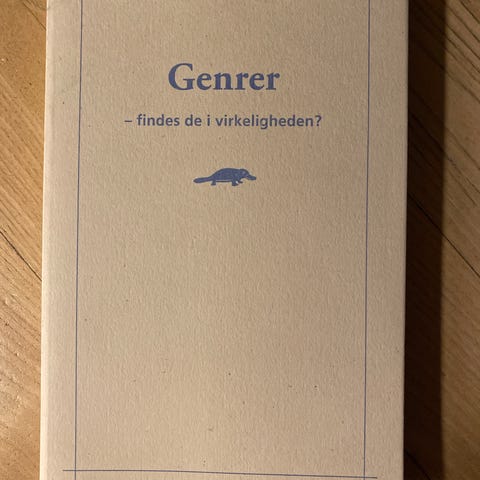 Genrer
– findes de i virkeligheden?